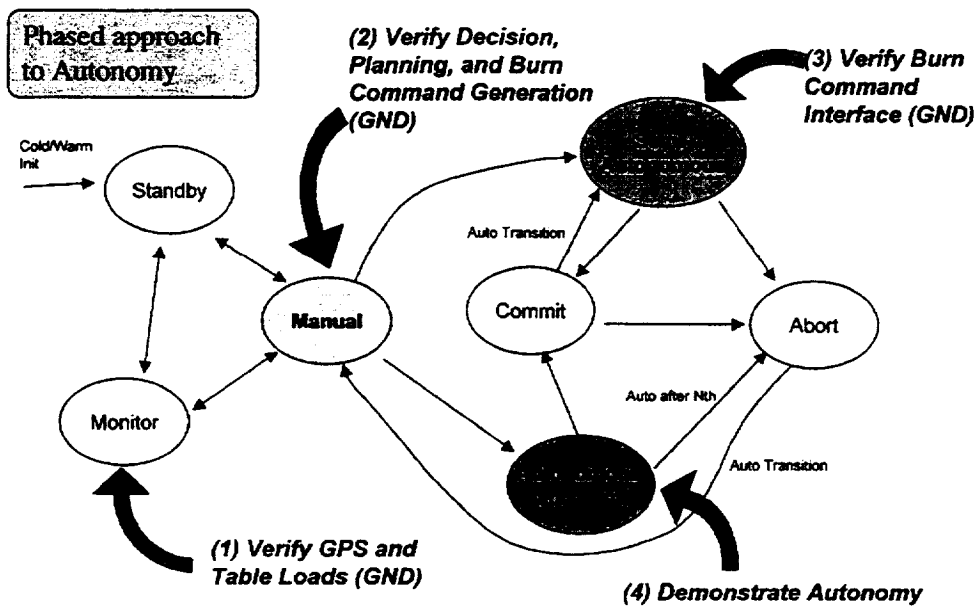 Phased approach
to Autonomy
(2) Verify Decision,
Planning, and Burn
Command Generation
(GND)
(3) Verify Burn
Command
Interface (GND)
Cold/Warm
Init
Standby
Auto Transition
Manual
Commit
Abort
Monitor
Auto after Nth
Auto Transition
(1) Verify GPS and
Table Loads (GND)
(4) Demonstrate Autonomy